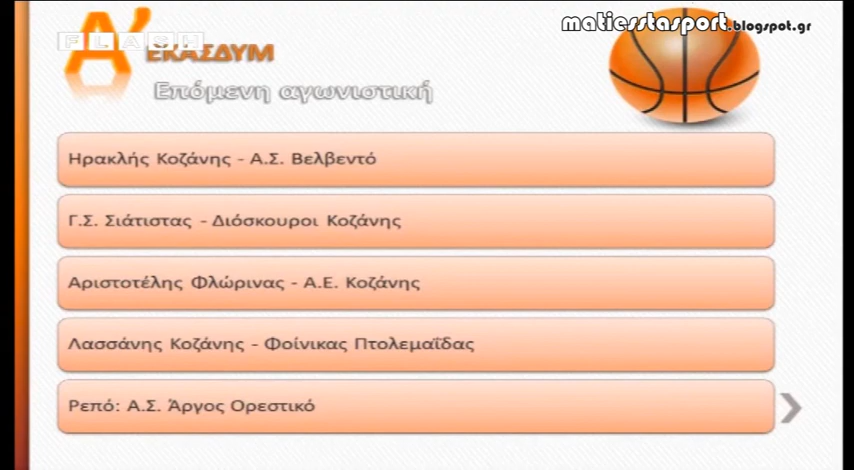 matiesstasport.blogspot.gr
FLASH
Α' ΕΚΑΣΔΥΜ
Επόμενη αγωνιστική
Ηρακλής Κοζάνης - Α.Σ. Βελβεντό
Γ.Σ. Σιάτιστας - Διόσκουροι Κοζάνης
Αριστοτέλης Φλώρινας - Α.Ε. Κοζάνης
Λασσάνης Κοζάνης - Φοίνικας Πτολεμαΐδας
Ρεπό: Α.Σ. Άργος Ορεστικό